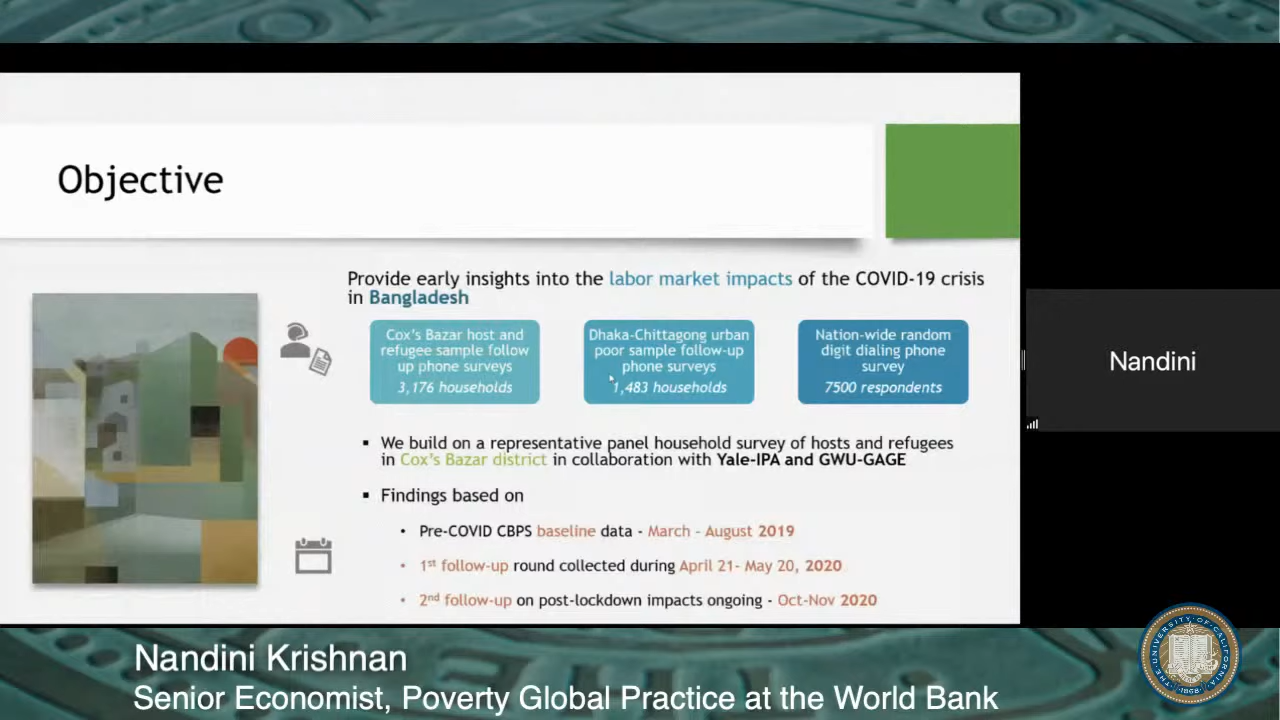 Objective
Provide early insights into the labor market impacts of the COVID-19 crisis
in Bangladesh
Cox's Bazar host and
refugee sample follow
up phone surveys
3,176 households
Dhaka-Chittagong urban
poor sample follow-up
phone surveys
1,483 households
Nation-wide random
digit dialing phone
survey
7500 respondents
▪ We build on a representative panel household survey of hosts and refugees
in Cox's Bazar district in collaboration with Yale-IPA and GWU-GAGE
▪ Findings based on
• Pre-COVID CBPS baseline data - March - August 2019
• 1st follow-up round collected during April 21- May 20, 2020
• 2nd follow-up on post-lockdown impacts ongoing - Oct-Nov 2020
Nandini
Nandini Krishnan
Senior Economist, Poverty Global Practice at the World Bank
THE UNIVERSITY OF CALIFORNIA
1868